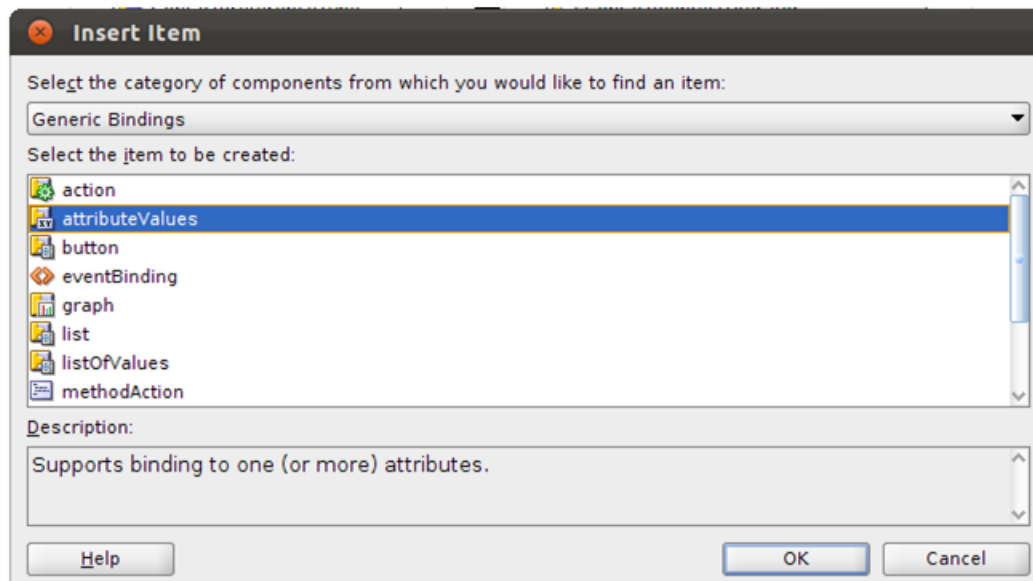 Insert Item
Select the category of components from which you would like to find an item:
Generic Bindings
Select the item to be created:
action
attributeValues
button
eventBinding
graph
list
listOfValues
methodAction
Description:
Supports binding to one (or more) attributes.
Help
OK
Cancel